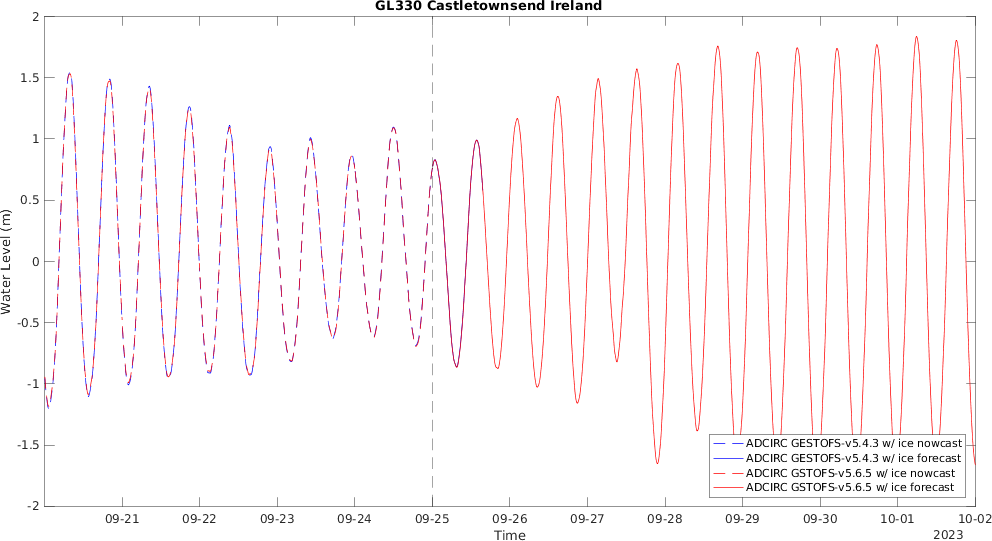 GL330 Castletownsend Ireland
2
1.5
1
0.5
0
-0.5
-1
-1.5
-2
Water Level (m)
ADCIRC GESTOFS-v5.4.3 w/ ice nowcast
ADCIRC GESTOFS-v5.4.3 w/ ice forecast
ADCIRC GSTOFS-v5.6.5 w/ ice nowcast
ADCIRC GSTOFS-v5.6.5 w/ ice forecast
09-21 09-22 09-23 09-24 09-25 09-26 09-27 09-28 09-29 09-30 10-01 10-02
Time
2023